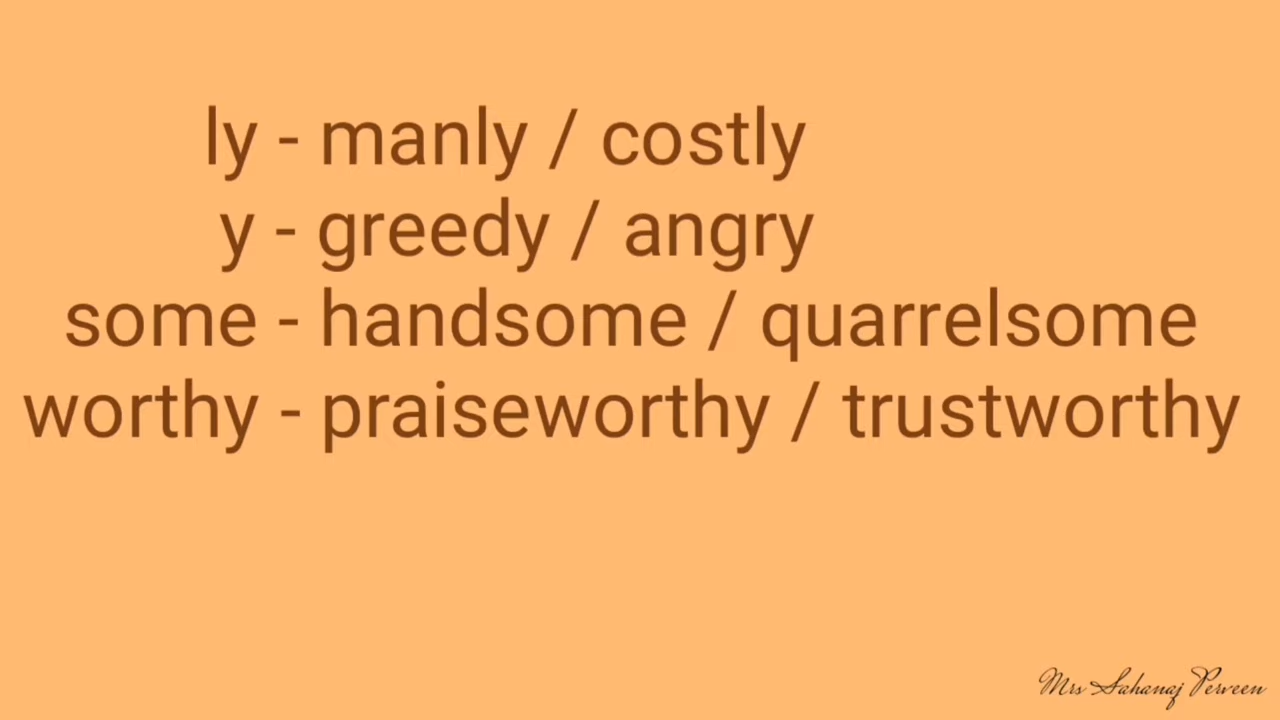 ly - manly / costly
y - greedy / angry
some - handsome / quarrelsome
worthy - praiseworthy / trustworthy
Mrs Sahanaj Perveen